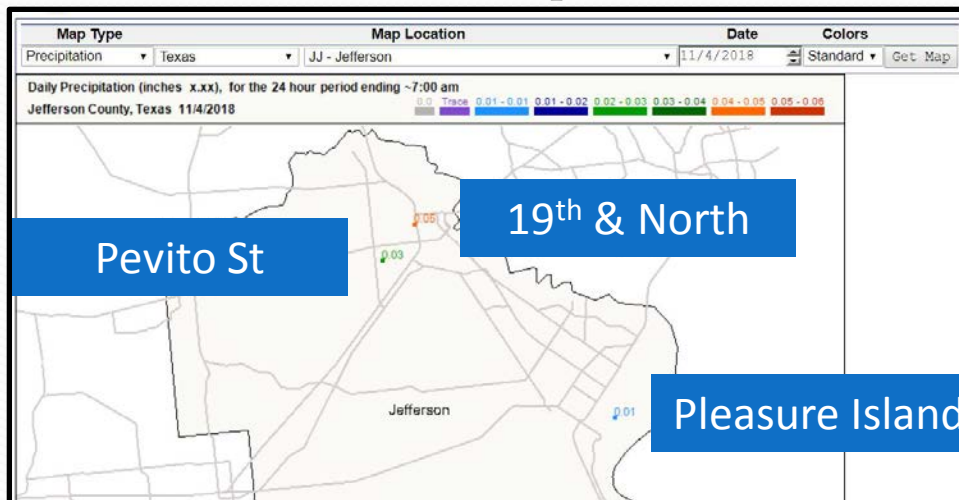 Map Type Map Location Date Colors
Precipitation Texas JJ - Jefferson 11/4/2018 Standard Get Map
Daily Precipitation (inches x.xx), for the 24 hour period ending ~7:00 am
Jefferson County, Texas 11/4/2018
0.0 Trace 0.01 - 0.01 0.01 - 0.02 0.02 - 0.03 0.03 - 0.04 0.04 - 0.05 0.05 - 0.06
0.05
19th & North
Pevito St
0.03
Jefferson
0.01
Pleasure Island